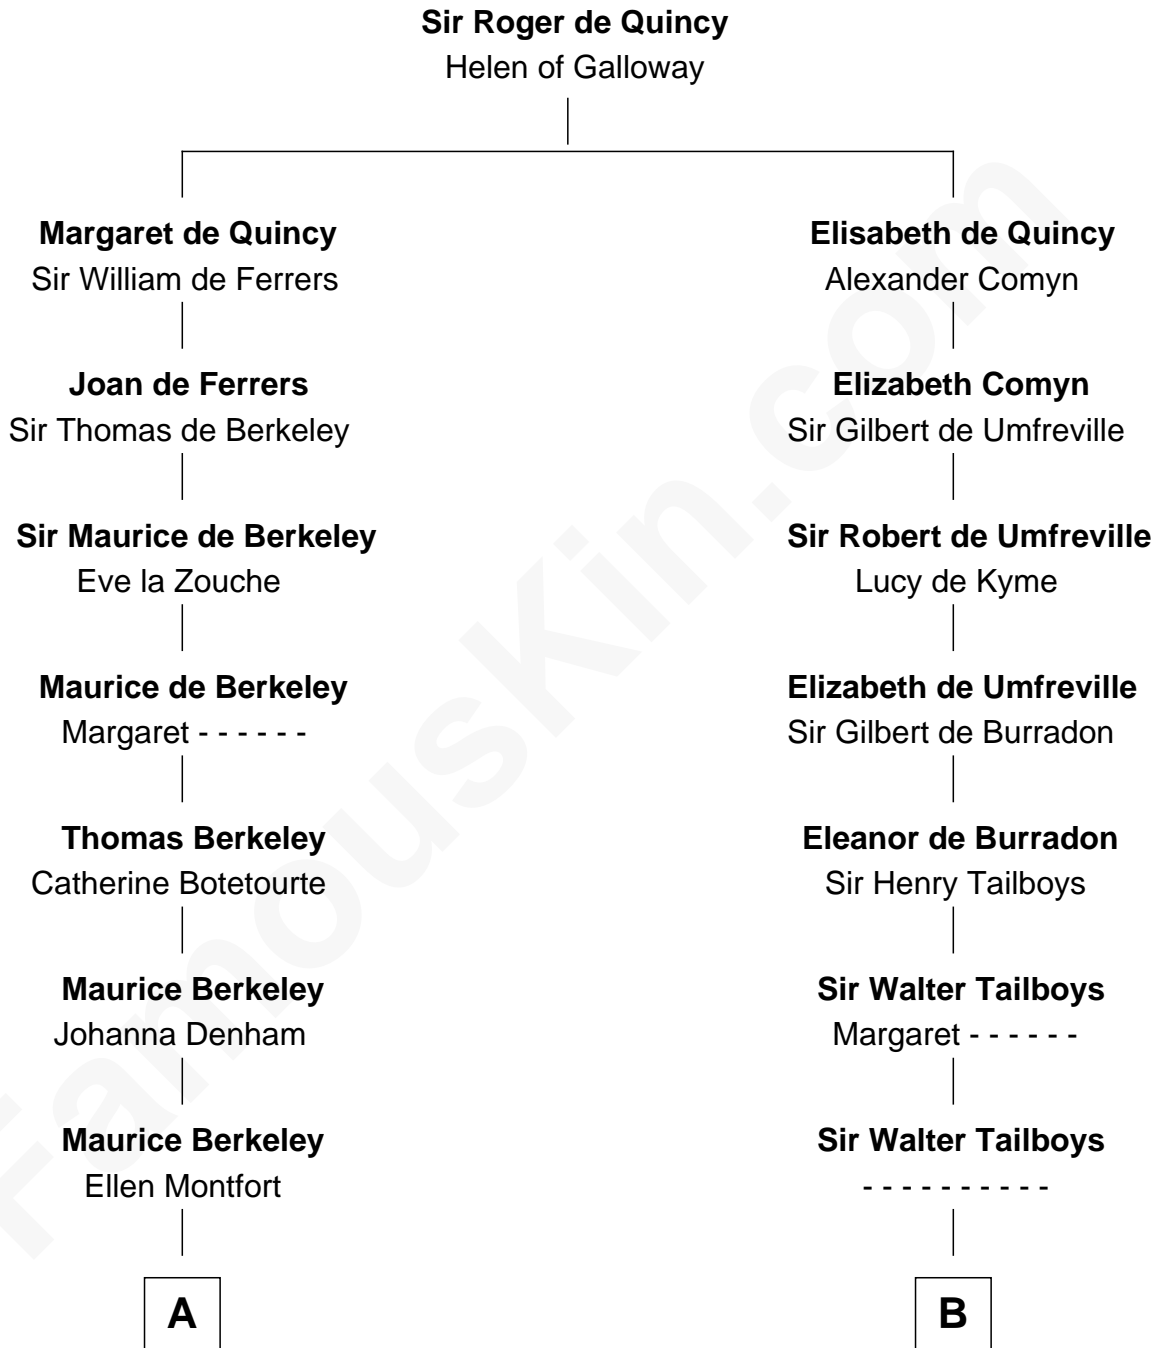 Sir Roger de Quincy
Helen of Galloway
Margaret de Quincy
Sir William de Ferrers
Elisabeth de Quincy
Alexander Comyn
Joan de Ferrers
Sir Thomas de Berkeley
Elizabeth Comyn
Sir Gilbert de Umfreville
Sir Maurice de Berkeley
Eve la Zouche
Sir Robert de Umfreville
Lucy de Kyme
Maurice de Berkeley
Margaret - - - - - -
Elizabeth de Umfreville
Sir Gilbert de Burradon
Thomas Berkeley
Catherine Botetourte
Eleanor de Burradon
Sir Henry Tailboys
Maurice Berkeley
Johanna Denham
Sir Walter Tailboys
Margaret - - - - - -
Maurice Berkeley
Ellen Montfort
Sir Walter Tailboys
- - - - - - - - - -
A
B
FamousKin.com